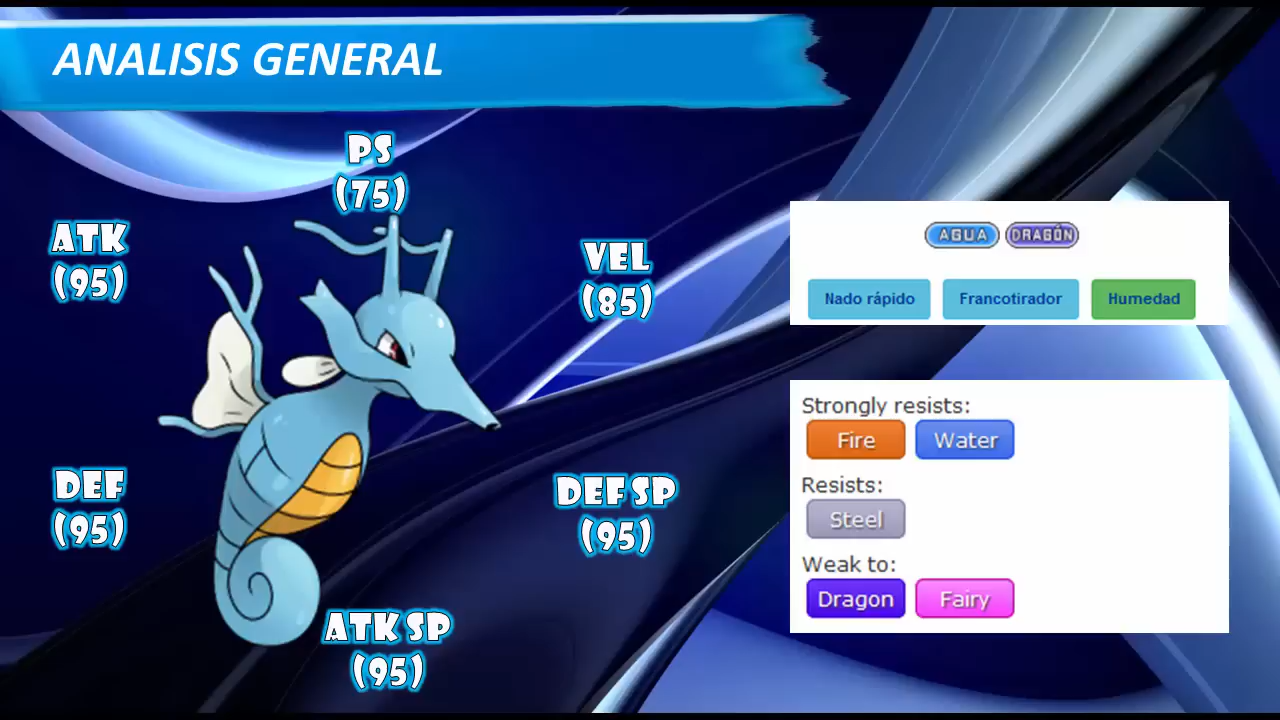 ANALISIS GENERAL
PS
(75)
ATK
(95)
VEL
(85)
DEF
(95)
DEF SP
(95)
ATK SP
(95)
AGUA DRAGÓN
Nado rápido Francotirador Humedad
Strongly resists:
Fire Water
Resists:
Steel
Weak to:
Dragon Fairy